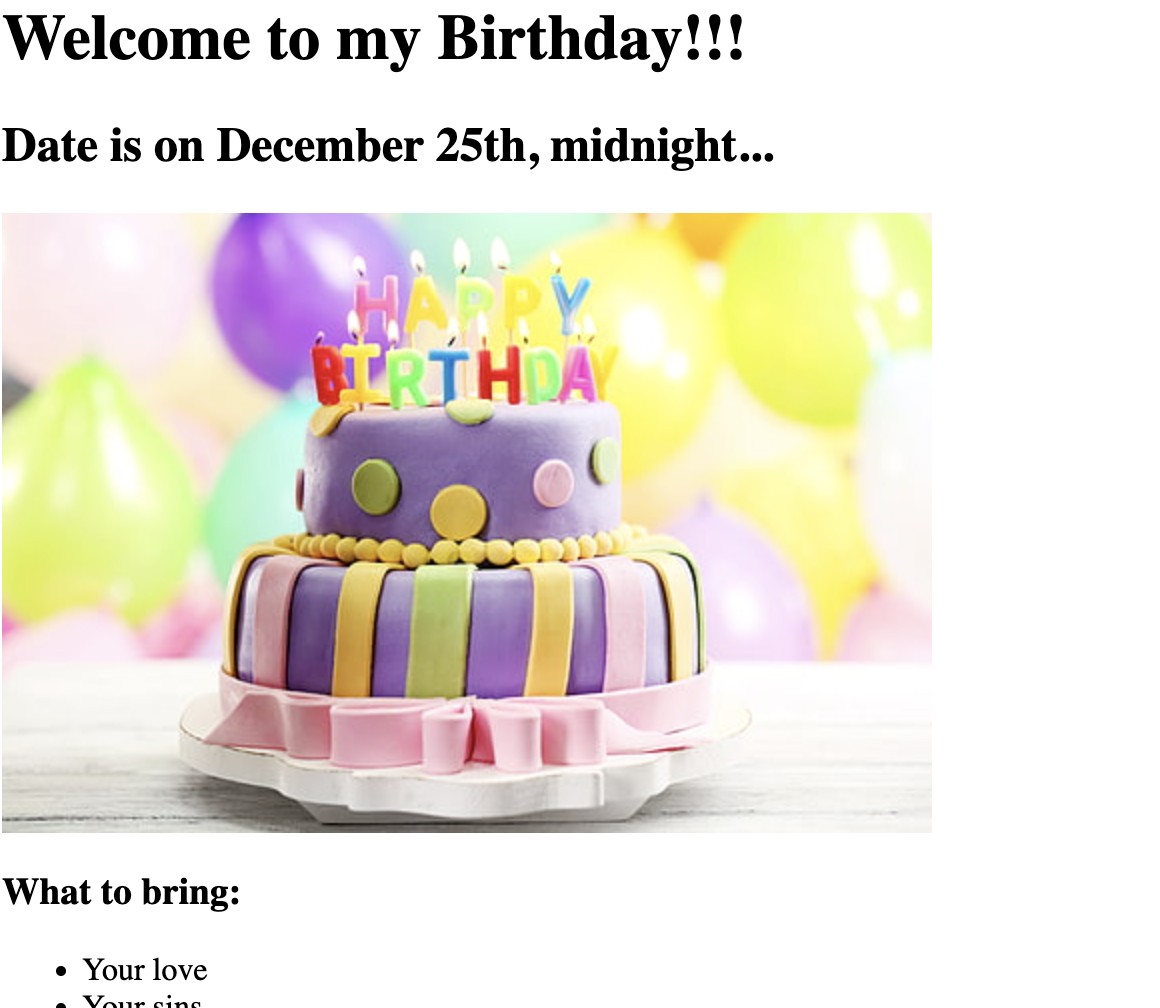 Welcome to my Birthday!!!
Date is on December 25th, midnight...
HAPPY
BIRTHDAY
What to bring:
• Your love
• Your sins